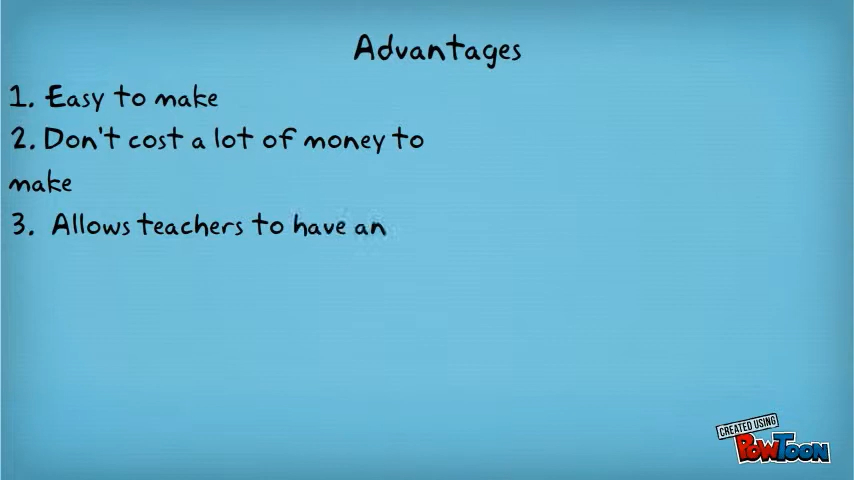 Advantages
1. Easy to make
2. Don't cost a lot of money to
make
3. Allows teachers to have an
CREATED USING
POWTOON